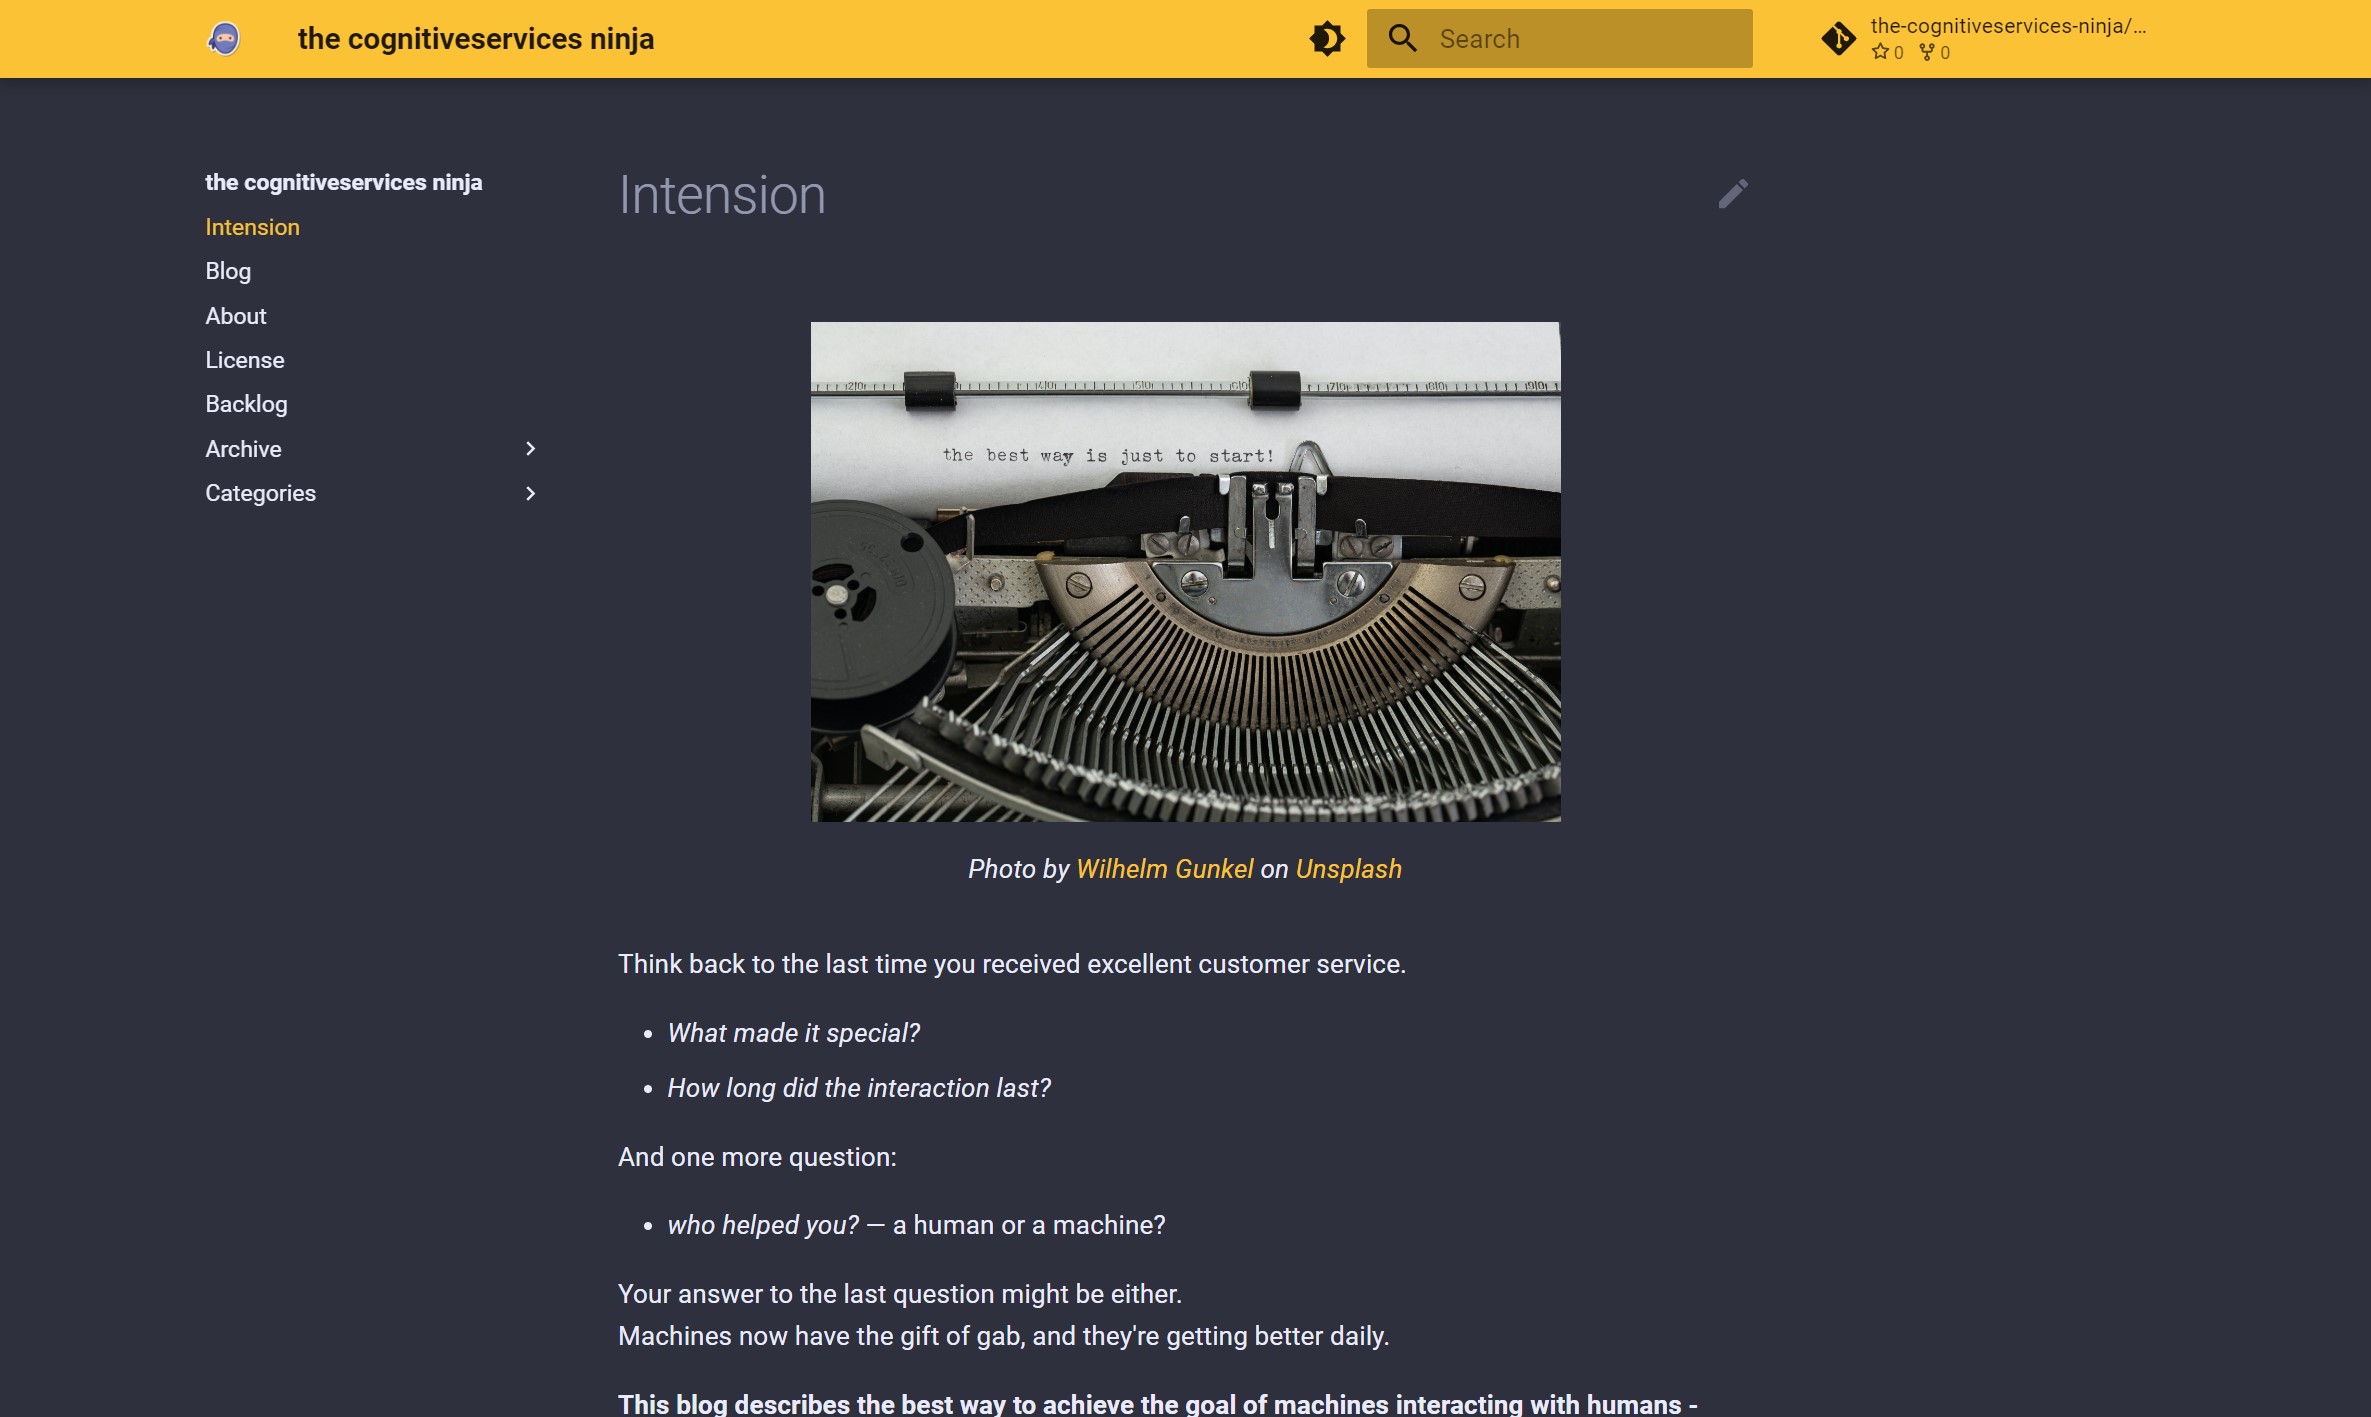 the cognitiveservices ninja
Search
the-cognitiveservices-ninja/...
0 0
the cognitiveservices ninja
Intension
Blog
About
License
Backlog
Archive
Categories
Intension
the best way is just to start!
Photo by Wilhelm Gunkel on Unsplash
Think back to the last time you received excellent customer service.
• What made it special?
• How long did the interaction last?
And one more question:
• who helped you? — a human or a machine?
Your answer to the last question might be either.
Machines now have the gift of gab, and they're getting better daily.
This blog describes the best way to achieve the goal of machines interacting with humans -